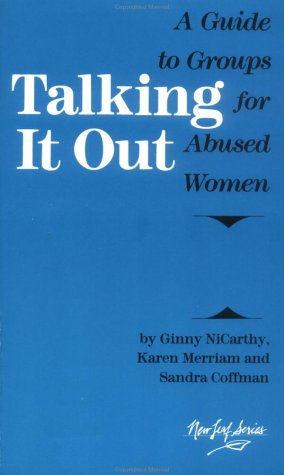 A Guide
to Groups
Talking for
It Out Abused
Women
by Ginny NiCarthy,
Karen Merriam and
Sandra Coffman
New Leaf Series